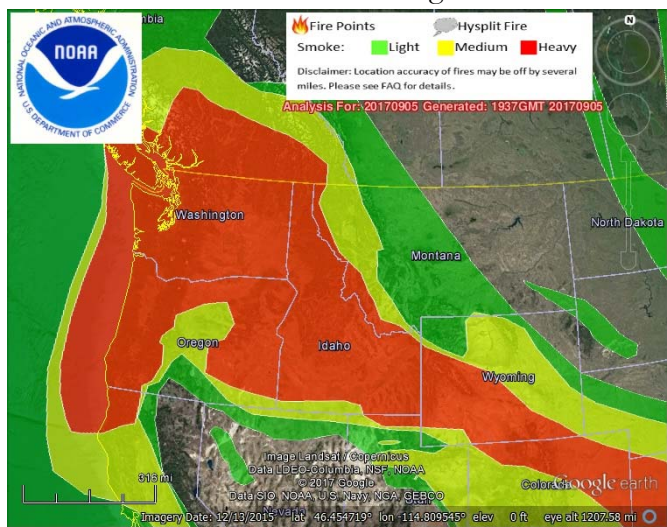 NATIONAL OCEANIC AND ATMOSPHERIC ADMINISTRATION
NOAA
U.S. DEPARTMENT OF COMMERCE
mbia
Fire Points
Hysplit Fire
Smoke:
Light
Medium
Heavy
Disclaimer: Location accuracy of fires may be off by several
miles. Please see FAQ for details.
Analysis For: 20170905 Generated: 1937GMT 20170905
N
Washington
North Dakota
Montana
Oregon
Idaho
Wyoming
Image Landsat / Copernicus
Data LDEO-Columbia, NSF, NOAA
© 2017 Google
Data SIO, NOAA, U.S. Navy, NGA, GEBCO
Utah
Nevada
Colorado
Google earth
316 mi
Imagery Date: 12/13/2015 lat 46.454719° lon -114.809545° elev 0 ft eye alt 1207.58 mi